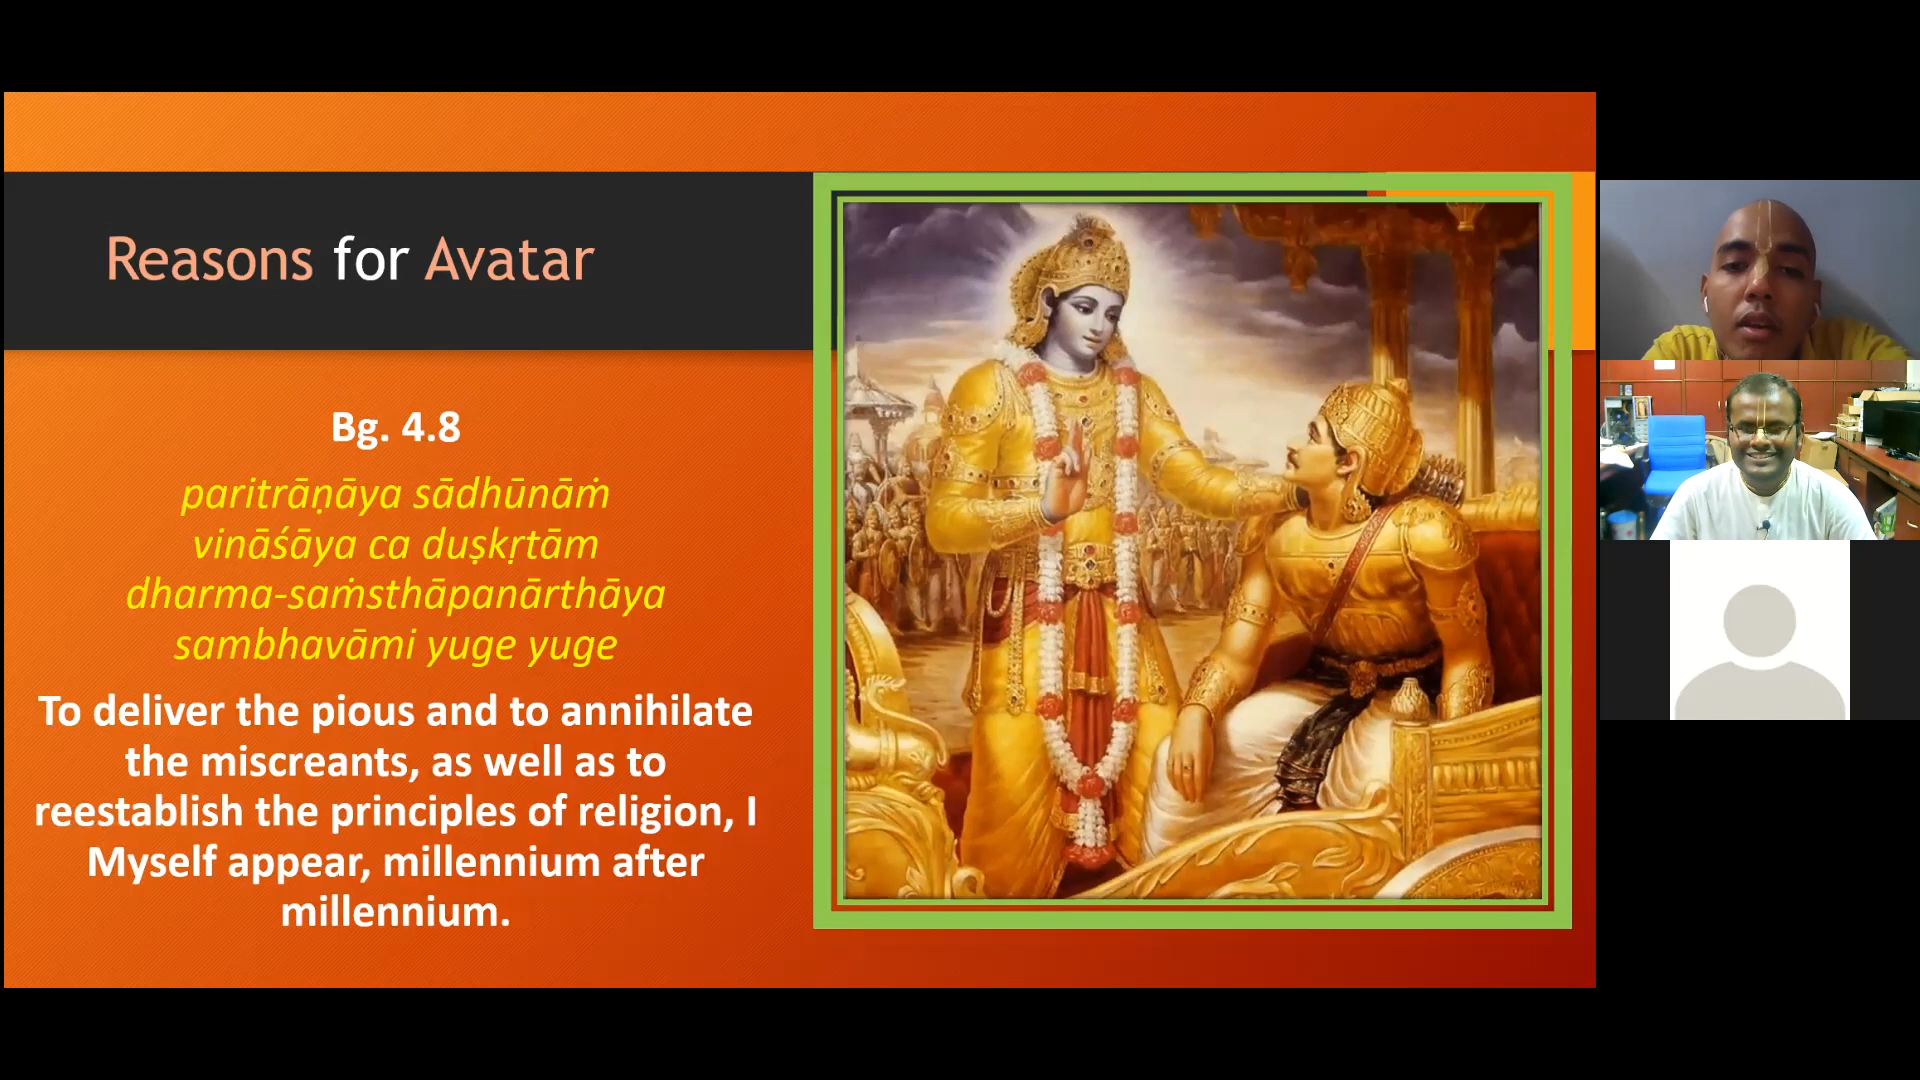 Reasons for Avatar
Bg. 4.8
paritrāṇāya sādhūnāṁ
vināśāya ca duṣkṛtām
dharma-saṁsthāpanārthāya
sambhavāmi yuge yuge
To deliver the pious and to annihilate
the miscreants, as well as to
reestablish the principles of religion, I
Myself appear, millennium after
millennium.